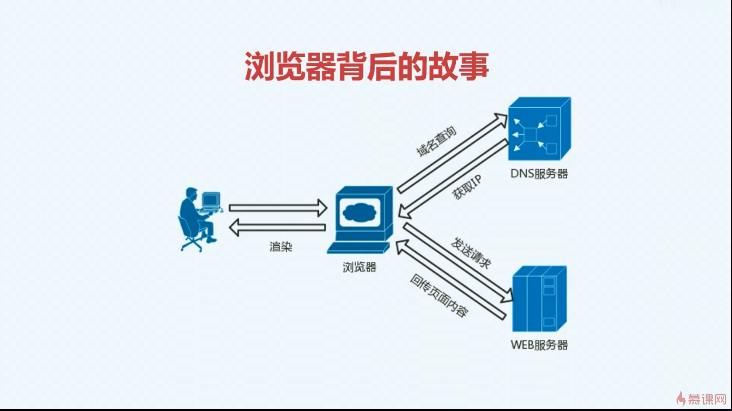 浏览器背后的故事
域名查询
获取IP
DNS服务器
渲染
浏览器
发送请求
回传页面内容
WEB服务器
慕课网